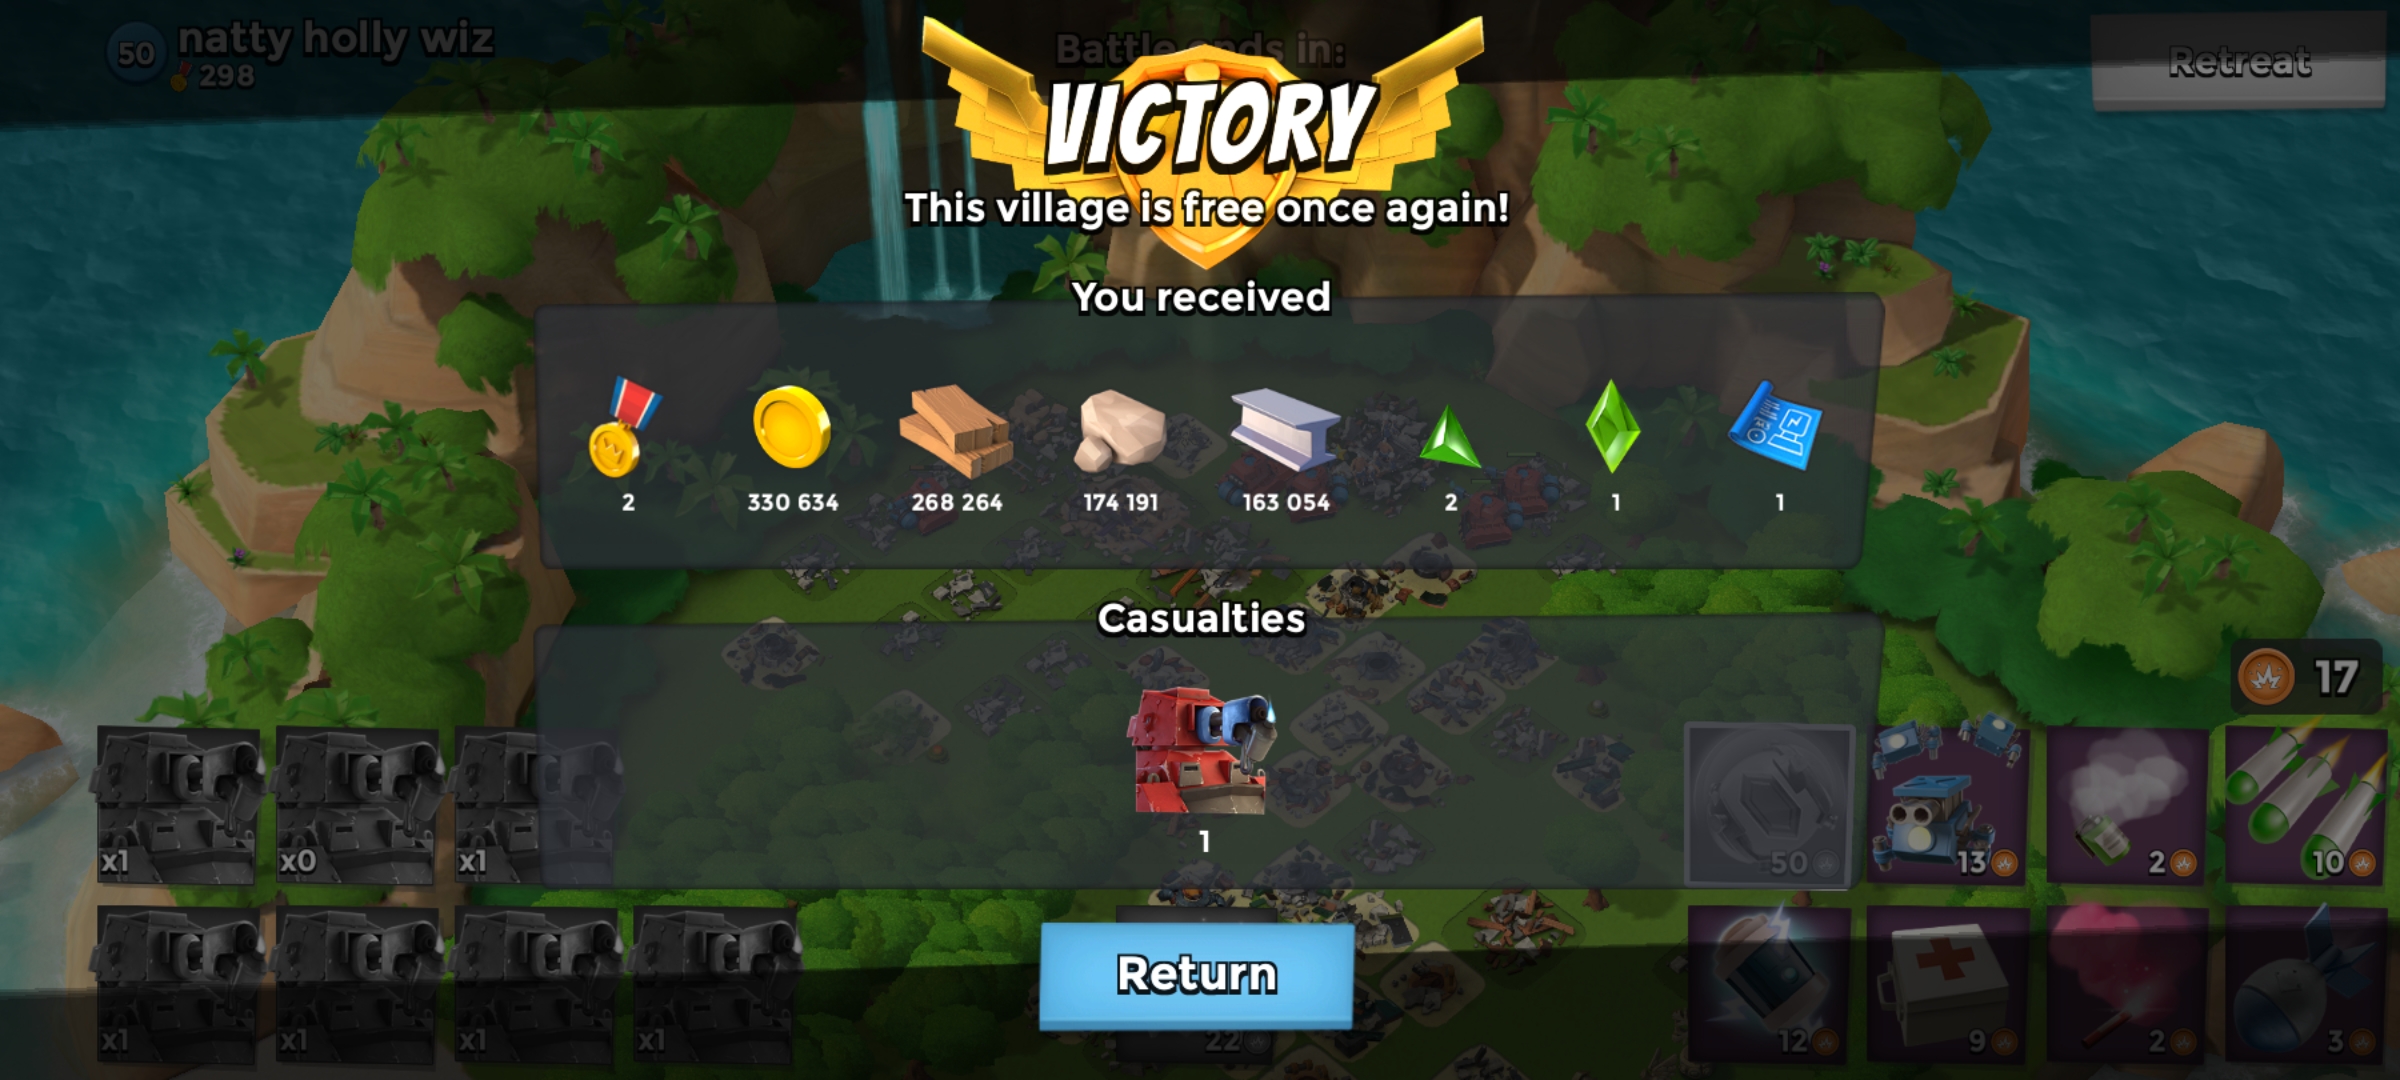 50 natty holly wiz
298
Battle ends in:
Retreat
VICTORY
This village is free once again!
You received
2 330 634 268 264 174 191 163 054 2 1 1
Casualties
1
17
x1 x0 x1
50 13 2 10
Return
x1 x1 x1 x1
22
12 9 2 3